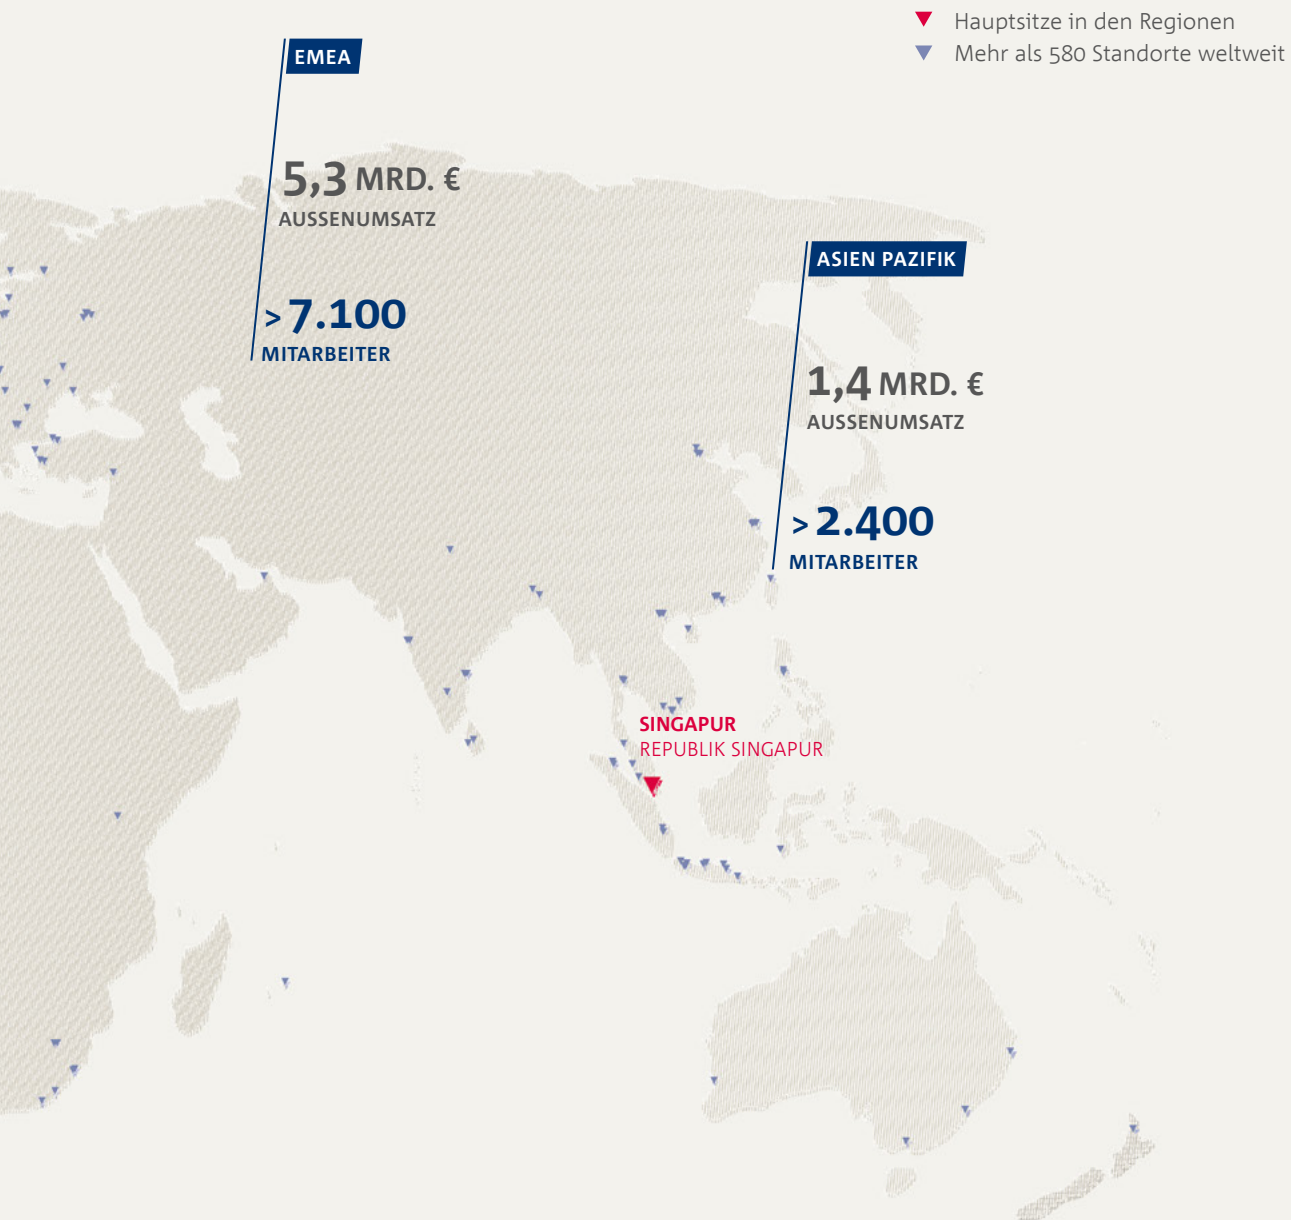 Hauptsitze in den Regionen
Mehr als 580 Standorte weltweit
EMEA
5,3 MRD. €
AUSSENUMSATZ
> 7.100
MITARBEITER
ASIEN PAZIFIK
1,4 MRD. €
AUSSENUMSATZ
> 2.400
MITARBEITER
SINGAPUR
REPUBLIK SINGAPUR